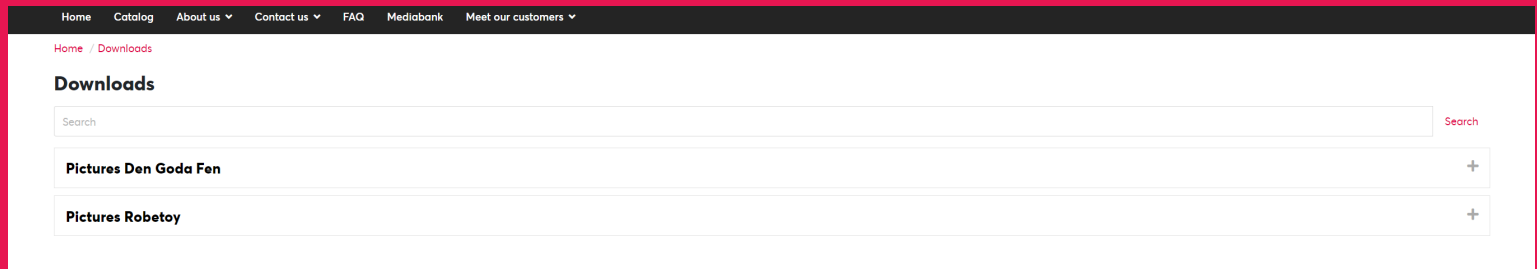 Home Catalog About us Contact us FAQ Mediabank Meet our customers
Home / Downloads
Downloads
Search Search
Pictures Den Goda Fen
Pictures Robetoy